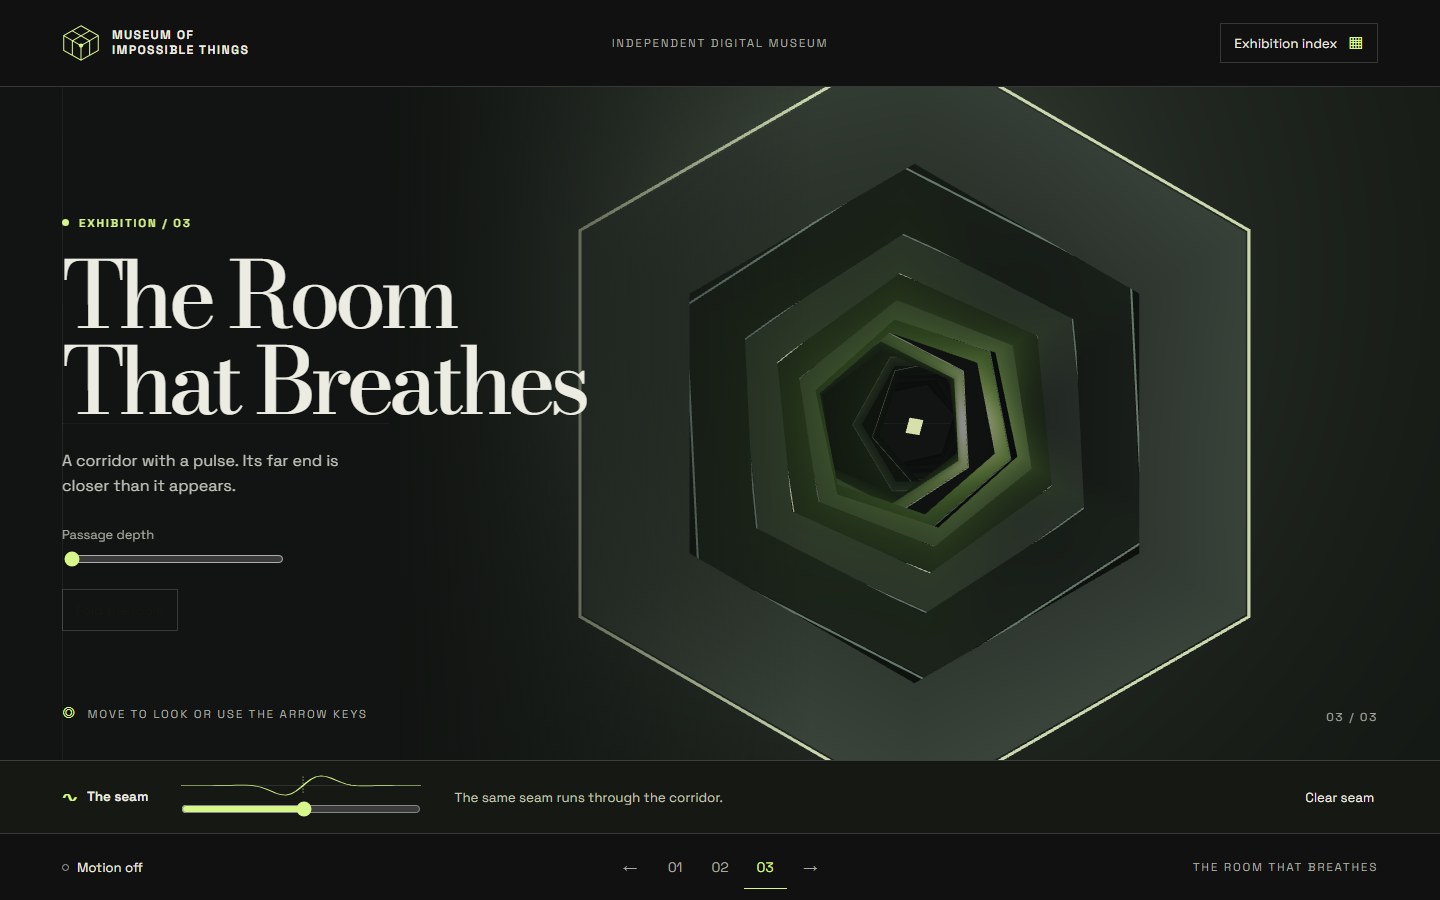 MUSEUM OF
IMPOSSIBLE THINGS
INDEPENDENT DIGITAL MUSEUM
Exhibition index
EXHIBITION / 03
The Room
That Breathes
A corridor with a pulse. Its far end is
closer than it appears.
Passage depth
MOVE TO LOOK OR USE THE ARROW KEYS
03 / 03
The seam
The same seam runs through the corridor.
Clear seam
Motion off
← 01 02 03 →
THE ROOM THAT BREATHES